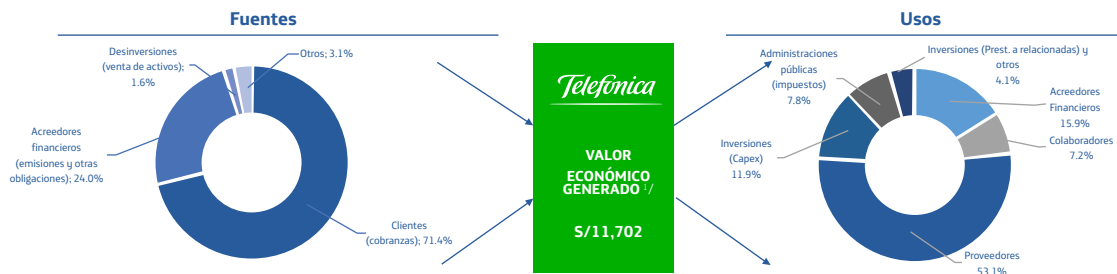 Fuentes
Desinversiones
(venta de activos);
1.6%
Otros; 3.1%
Acreedores
financieros
(emisiones y otras
obligaciones); 24.0%
Clientes
(cobranzas); 71.4%
Telefónica
VALOR
ECONÓMICO
GENERADO 1/
S/11,702
Usos
Administraciones
públicas
(impuestos)
7.8%
Inversiones (Prest. a relacionadas) y
otros
4.1%
Acreedores
Financieros
15.9%
Colaboradores
7.2%
Inversiones
(Capex)
11.9%
Proveedores
53.1%